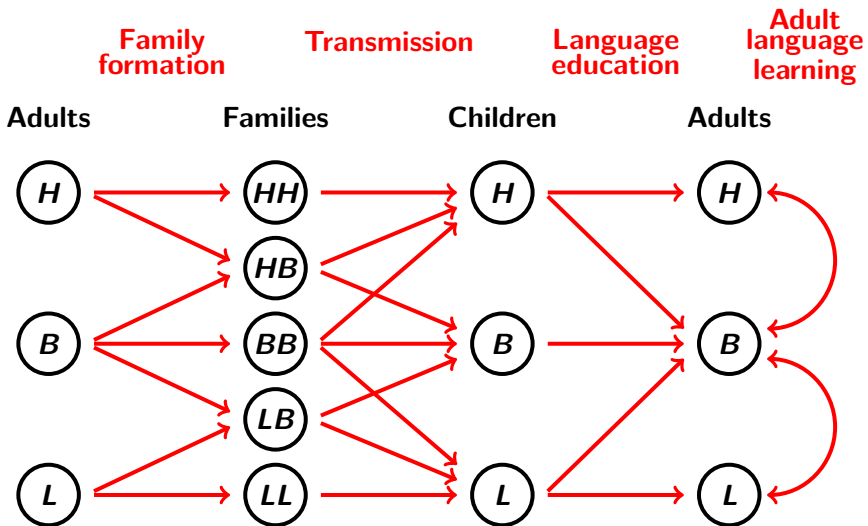 Family
formation
Transmission
Language
education
Adult
language
learning
Adults
Families
Children
Adults
H
HH
H
H
HB
B
BB
B
B
LB
L
LL
L
L